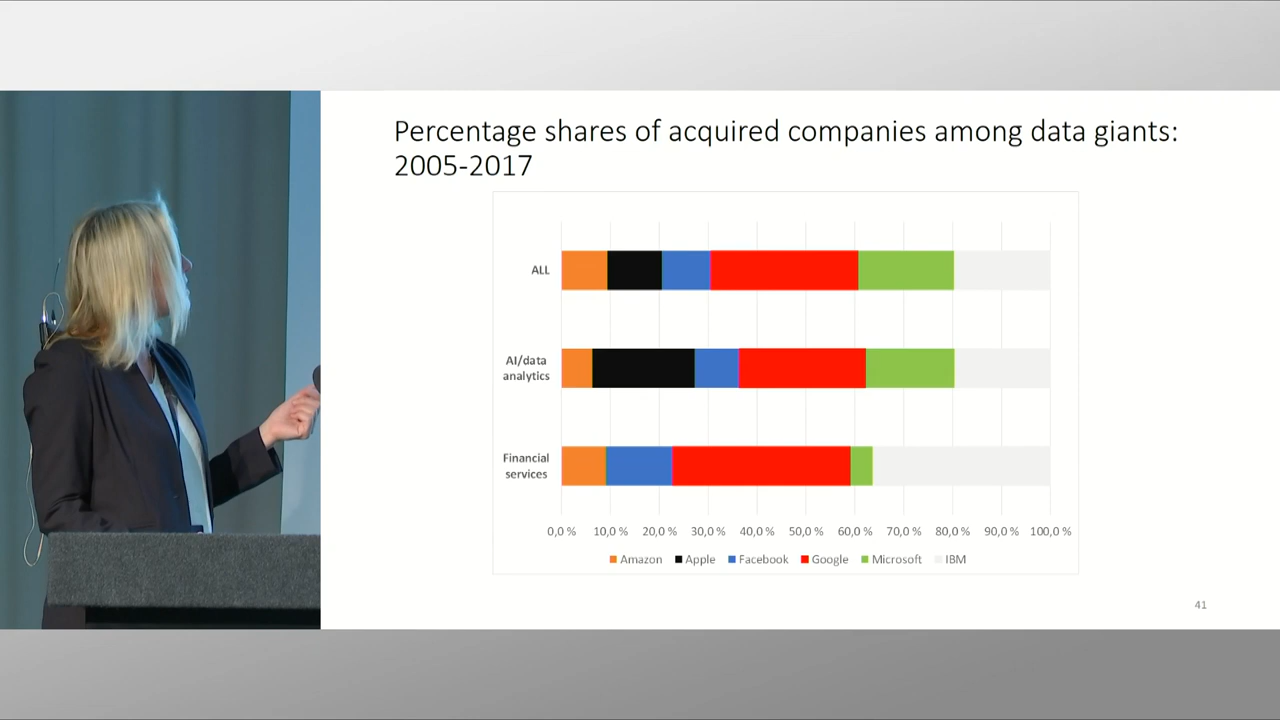 Percentage shares of acquired companies among data giants:
2005-2017
ALL
AI/data
analytics
Financial
services
0,0 % 10,0 % 20,0 % 30,0 % 40,0 % 50,0 % 60,0 % 70,0 % 80,0 % 90,0 % 100,0 %
Amazon Apple Facebook Google Microsoft IBM
41